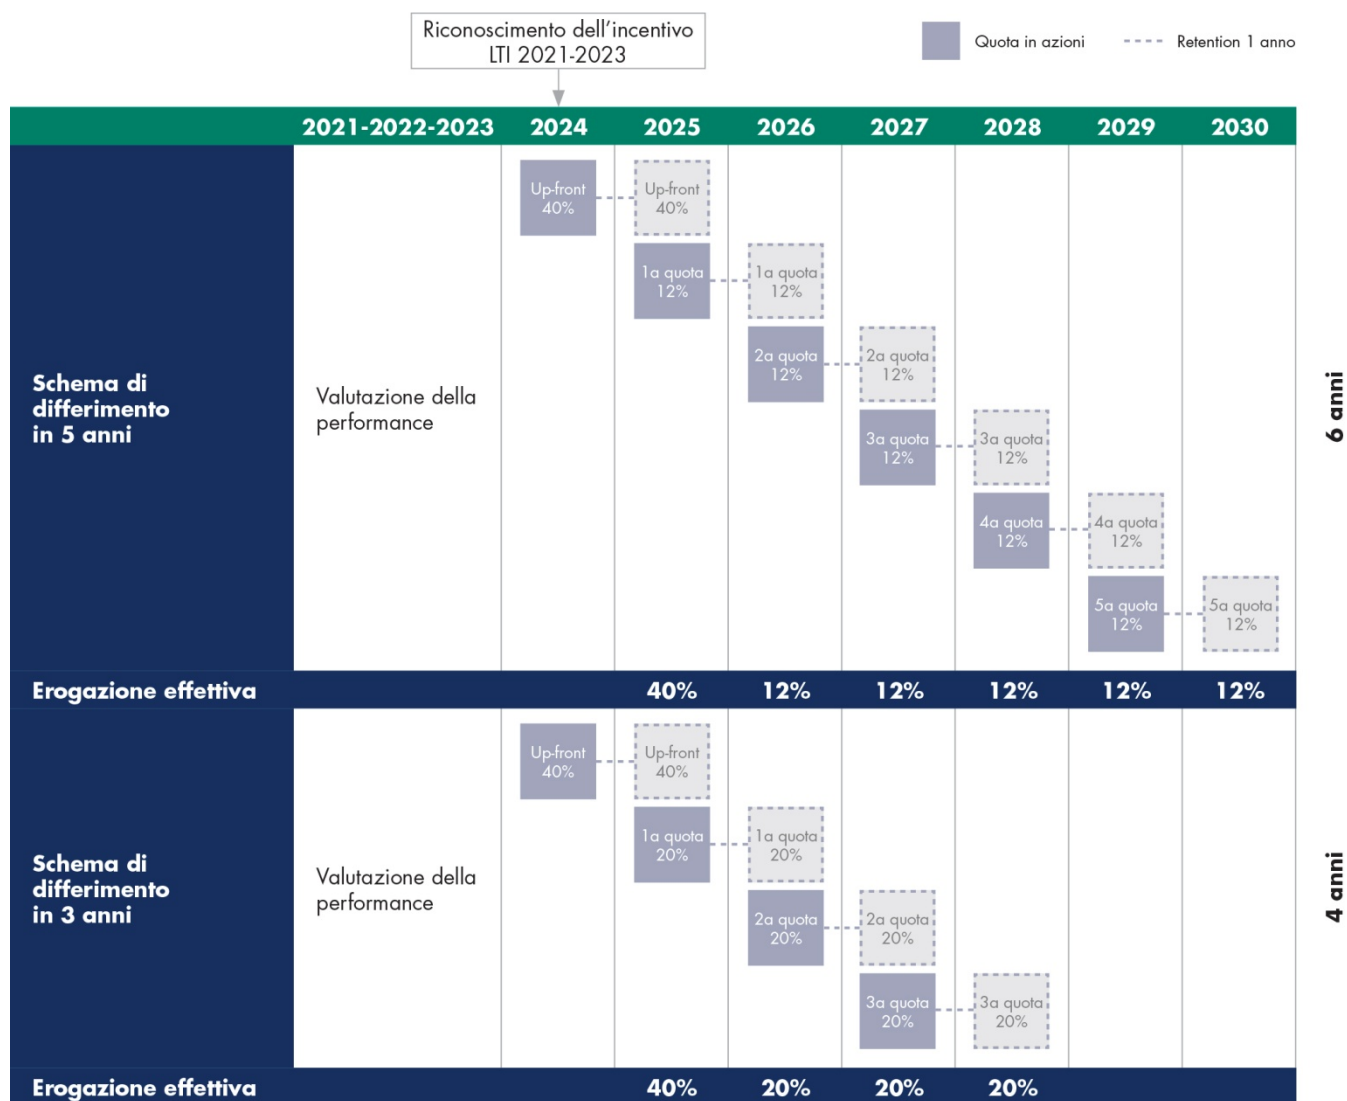 Riconoscimento dell'incentivo
LTI 2021-2023
Quota in azioni
Retention 1 anno
2021-2022-2023 2024 2025 2026 2027 2028 2029 2030
Schema di
differimento
in 5 anni
Valutazione della
performance
Up-front
40%
Up-front
40%
1a quota
12%
1a quota
12%
2a quota
12%
2a quota
12%
3a quota
12%
3a quota
12%
4a quota
12%
4a quota
12%
5a quota
12%
5a quota
12%
6 anni
Erogazione effettiva 40% 12% 12% 12% 12% 12%
Schema di
differimento
in 3 anni
Valutazione della
performance
Up-front
40%
Up-front
40%
1a quota
20%
1a quota
20%
2a quota
20%
2a quota
20%
3a quota
20%
3a quota
20%
4 anni
Erogazione effettiva 40% 20% 20% 20%